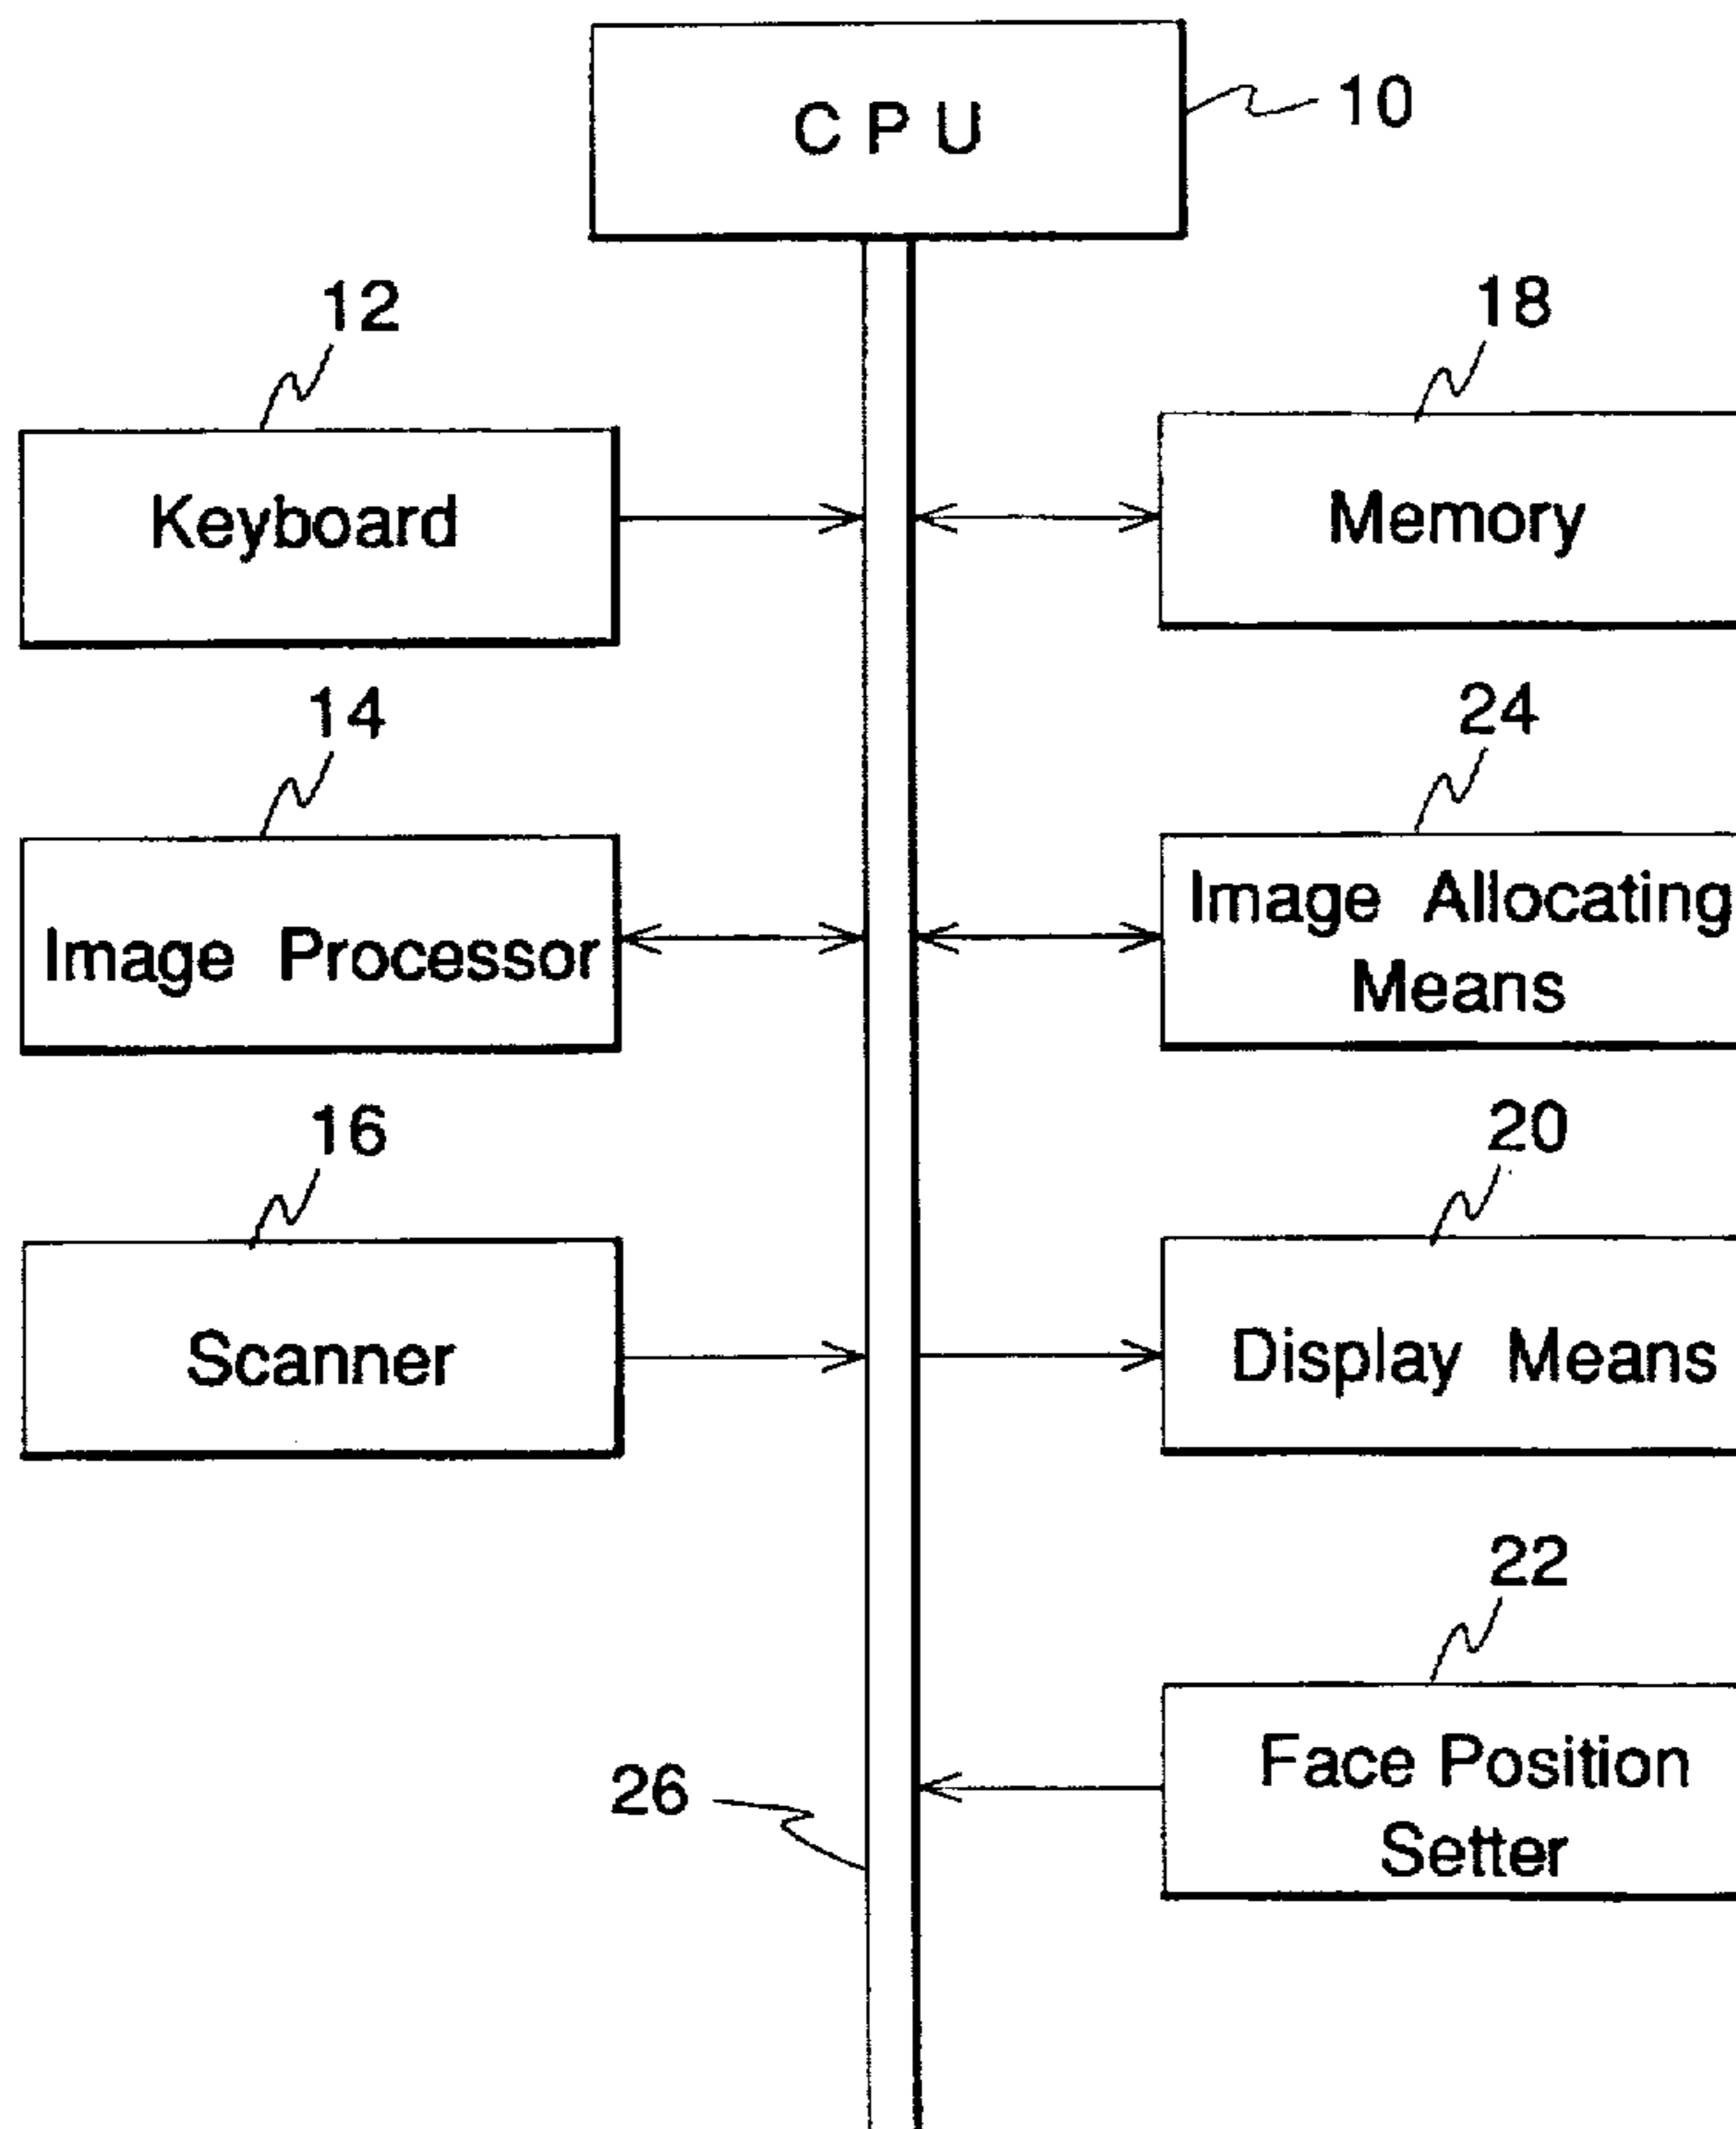 CPU
10
12
Keyboard
18
Memory
14
Image Processor
24
Image Allocating
Means
16
Scanner
20
Display Means
22
Face Position
Setter
26